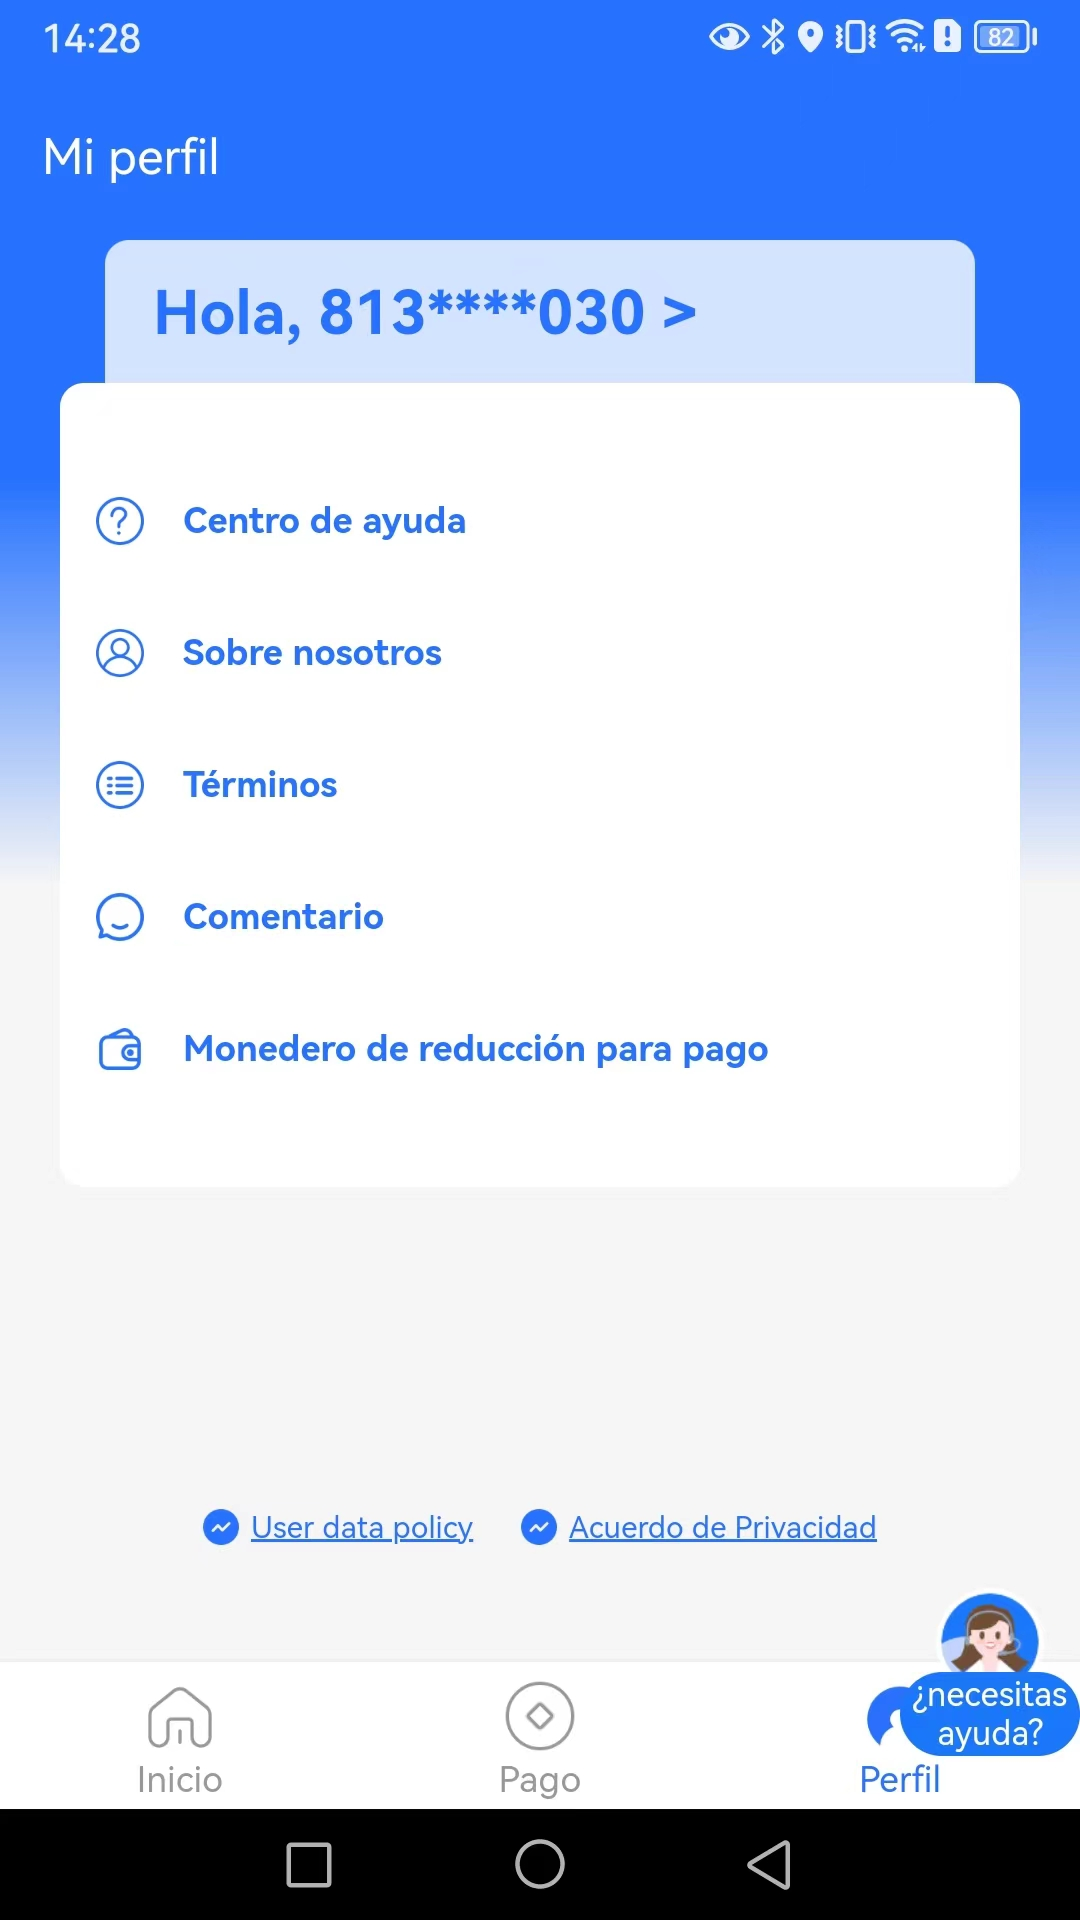 14:28
82
Mi perfil
Hola, 813****030 >
Centro de ayuda
Sobre nosotros
Términos
Comentario
Monedero de reducción para pago
User data policy
Acuerdo de Privacidad
¿necesitas
ayuda?
Inicio
Pago
Perfil